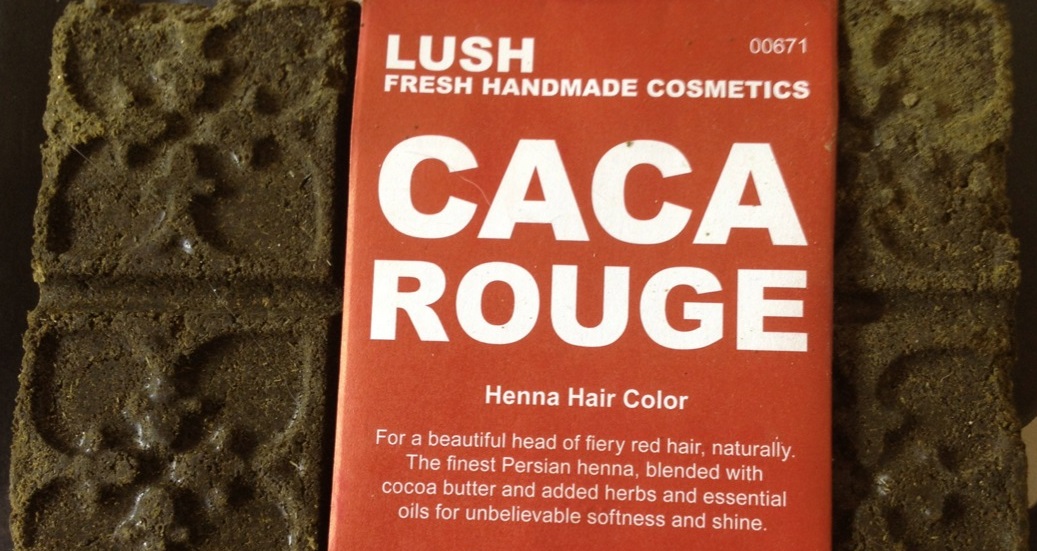 LUSH 00671
FRESH HANDMADE COSMETICS
CACA
ROUGE
Henna Hair Color
For a beautiful head of fiery red hair, naturally.
The finest Persian henna, blended with
cocoa butter and added herbs and essential
oils for unbelievable softness and shine.